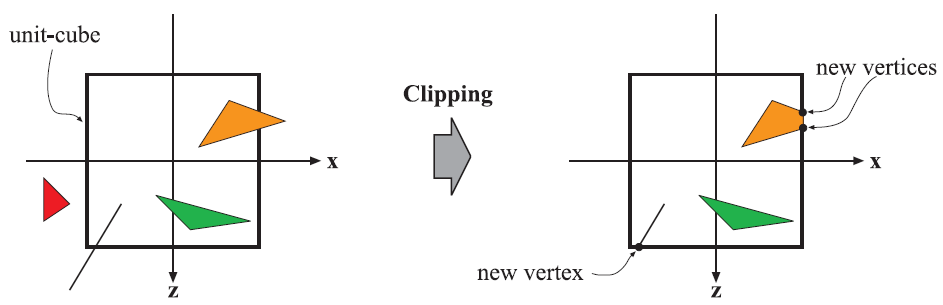 unit-cube
x
z
Clipping
new vertices
x
new vertex
z